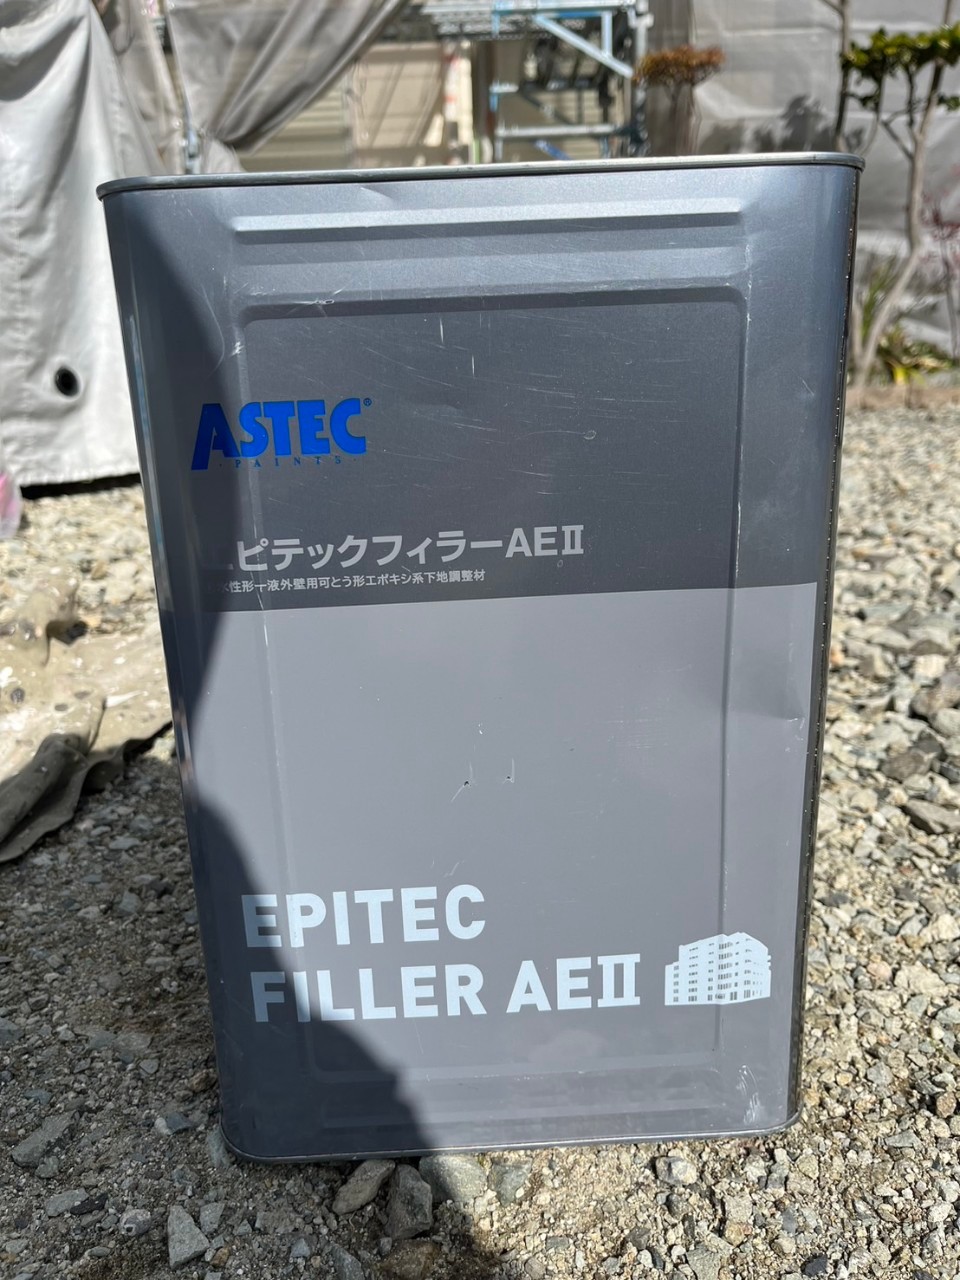 ASTEC®
・PAINTS・
エピテックフィラーAEⅡ
水性形一液外壁用可とう形エポキシ系下地調整材
EPITEC
FILLER AEⅡ